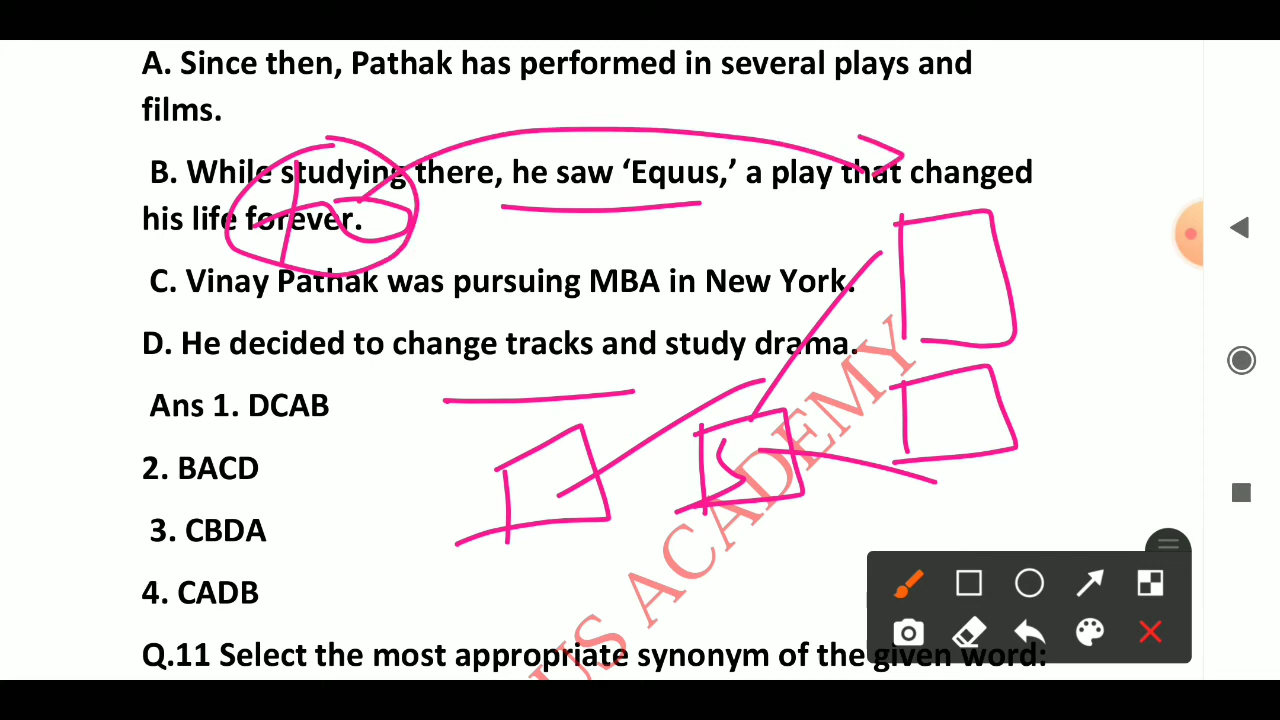 A. Since then, Pathak has performed in several plays and
films.
B. While studying there, he saw ‘Equus,’ a play that changed
his life forever.
C. Vinay Pathak was pursuing MBA in New York.
D. He decided to change tracks and study drama.
Ans 1. DCAB
2. BACD
3. CBDA
4. CADB
Q.11 Select the most appropriate synonym of the given word:
US ACADEMY